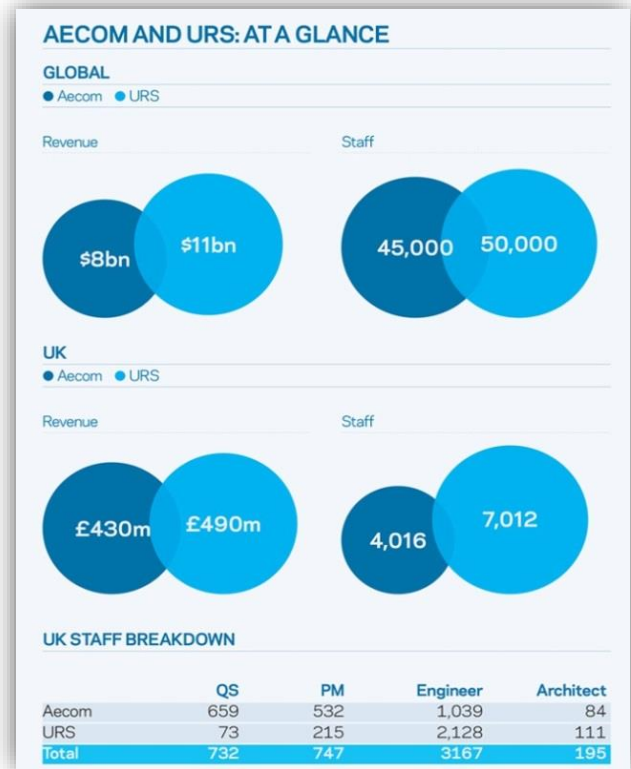 AECOM AND URS: AT A GLANCE
GLOBAL
Aecom URS
Revenue Staff
$8bn $11bn 45,000 50,000
UK
Aecom URS
Revenue Staff
£430m £490m 4,016 7,012
UK STAFF BREAKDOWN
QS PM Engineer Architect
Aecom 659 532 1,039 84
URS 73 215 2,128 111
Total 732 747 3167 195